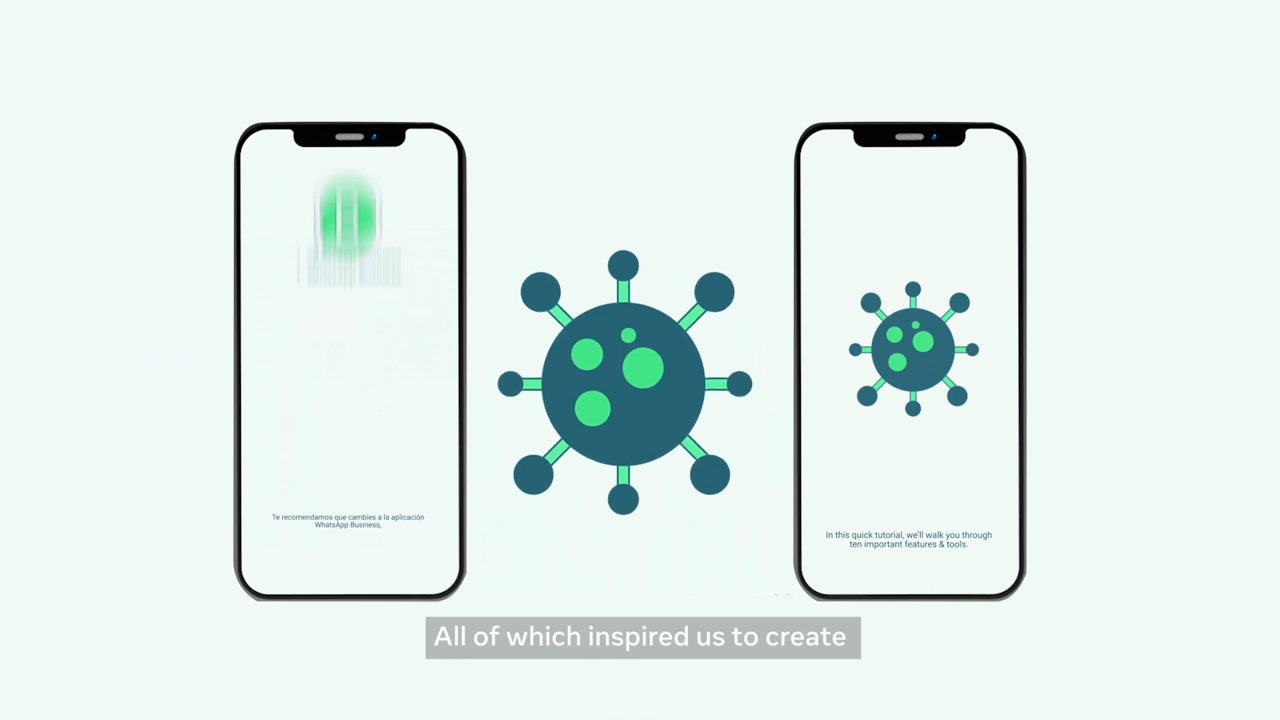 Te recomendamos que cambies a la aplicación
WhatsApp Business,
In this quick tutorial, we'll walk you through
ten important features & tools.
All of which inspired us to create